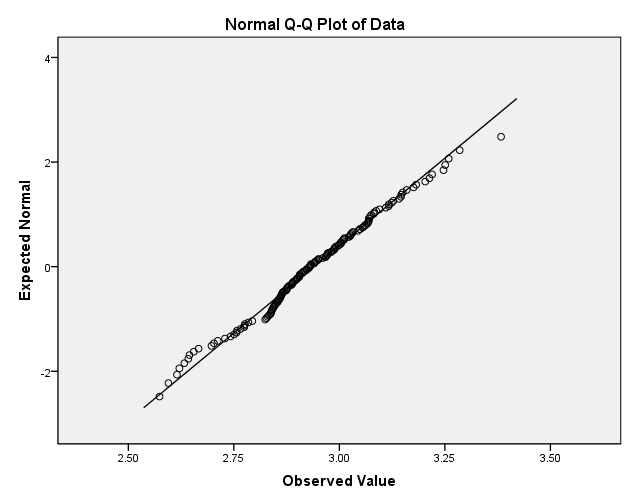 Normal Q-Q Plot of Data
4
2
0
-2
Expected Normal
2.50 2.75 3.00 3.25 3.50
Observed Value